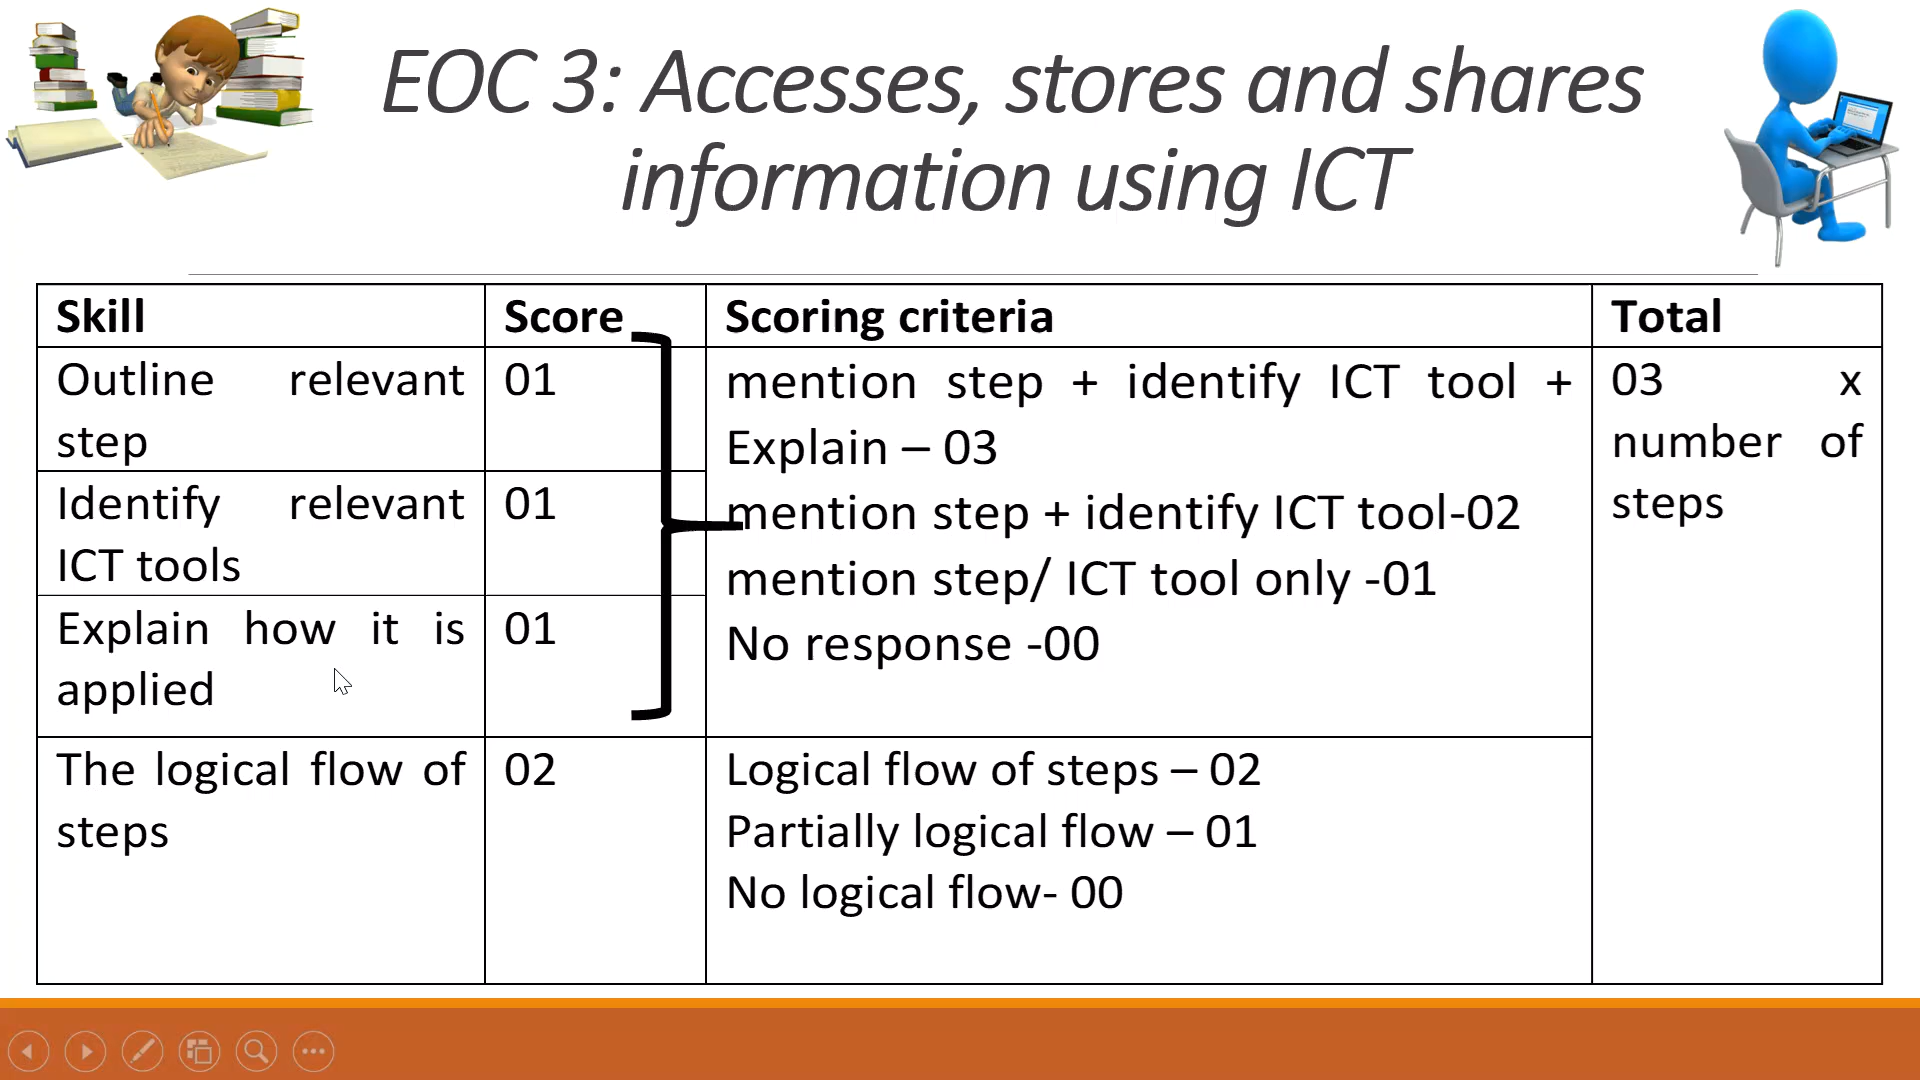 EOC 3: Accesses, stores and shares
information using ICT
Skill Score Scoring criteria Total
Outline relevant
step
01
mention step + identify ICT tool +
Explain – 03
mention step + identify ICT tool-02
mention step/ ICT tool only -01
No response -00
03 x
number of
steps
Identify relevant
ICT tools
01
Explain how it is
applied
01
The logical flow of
steps
02
Logical flow of steps – 02
Partially logical flow – 01
No logical flow- 00